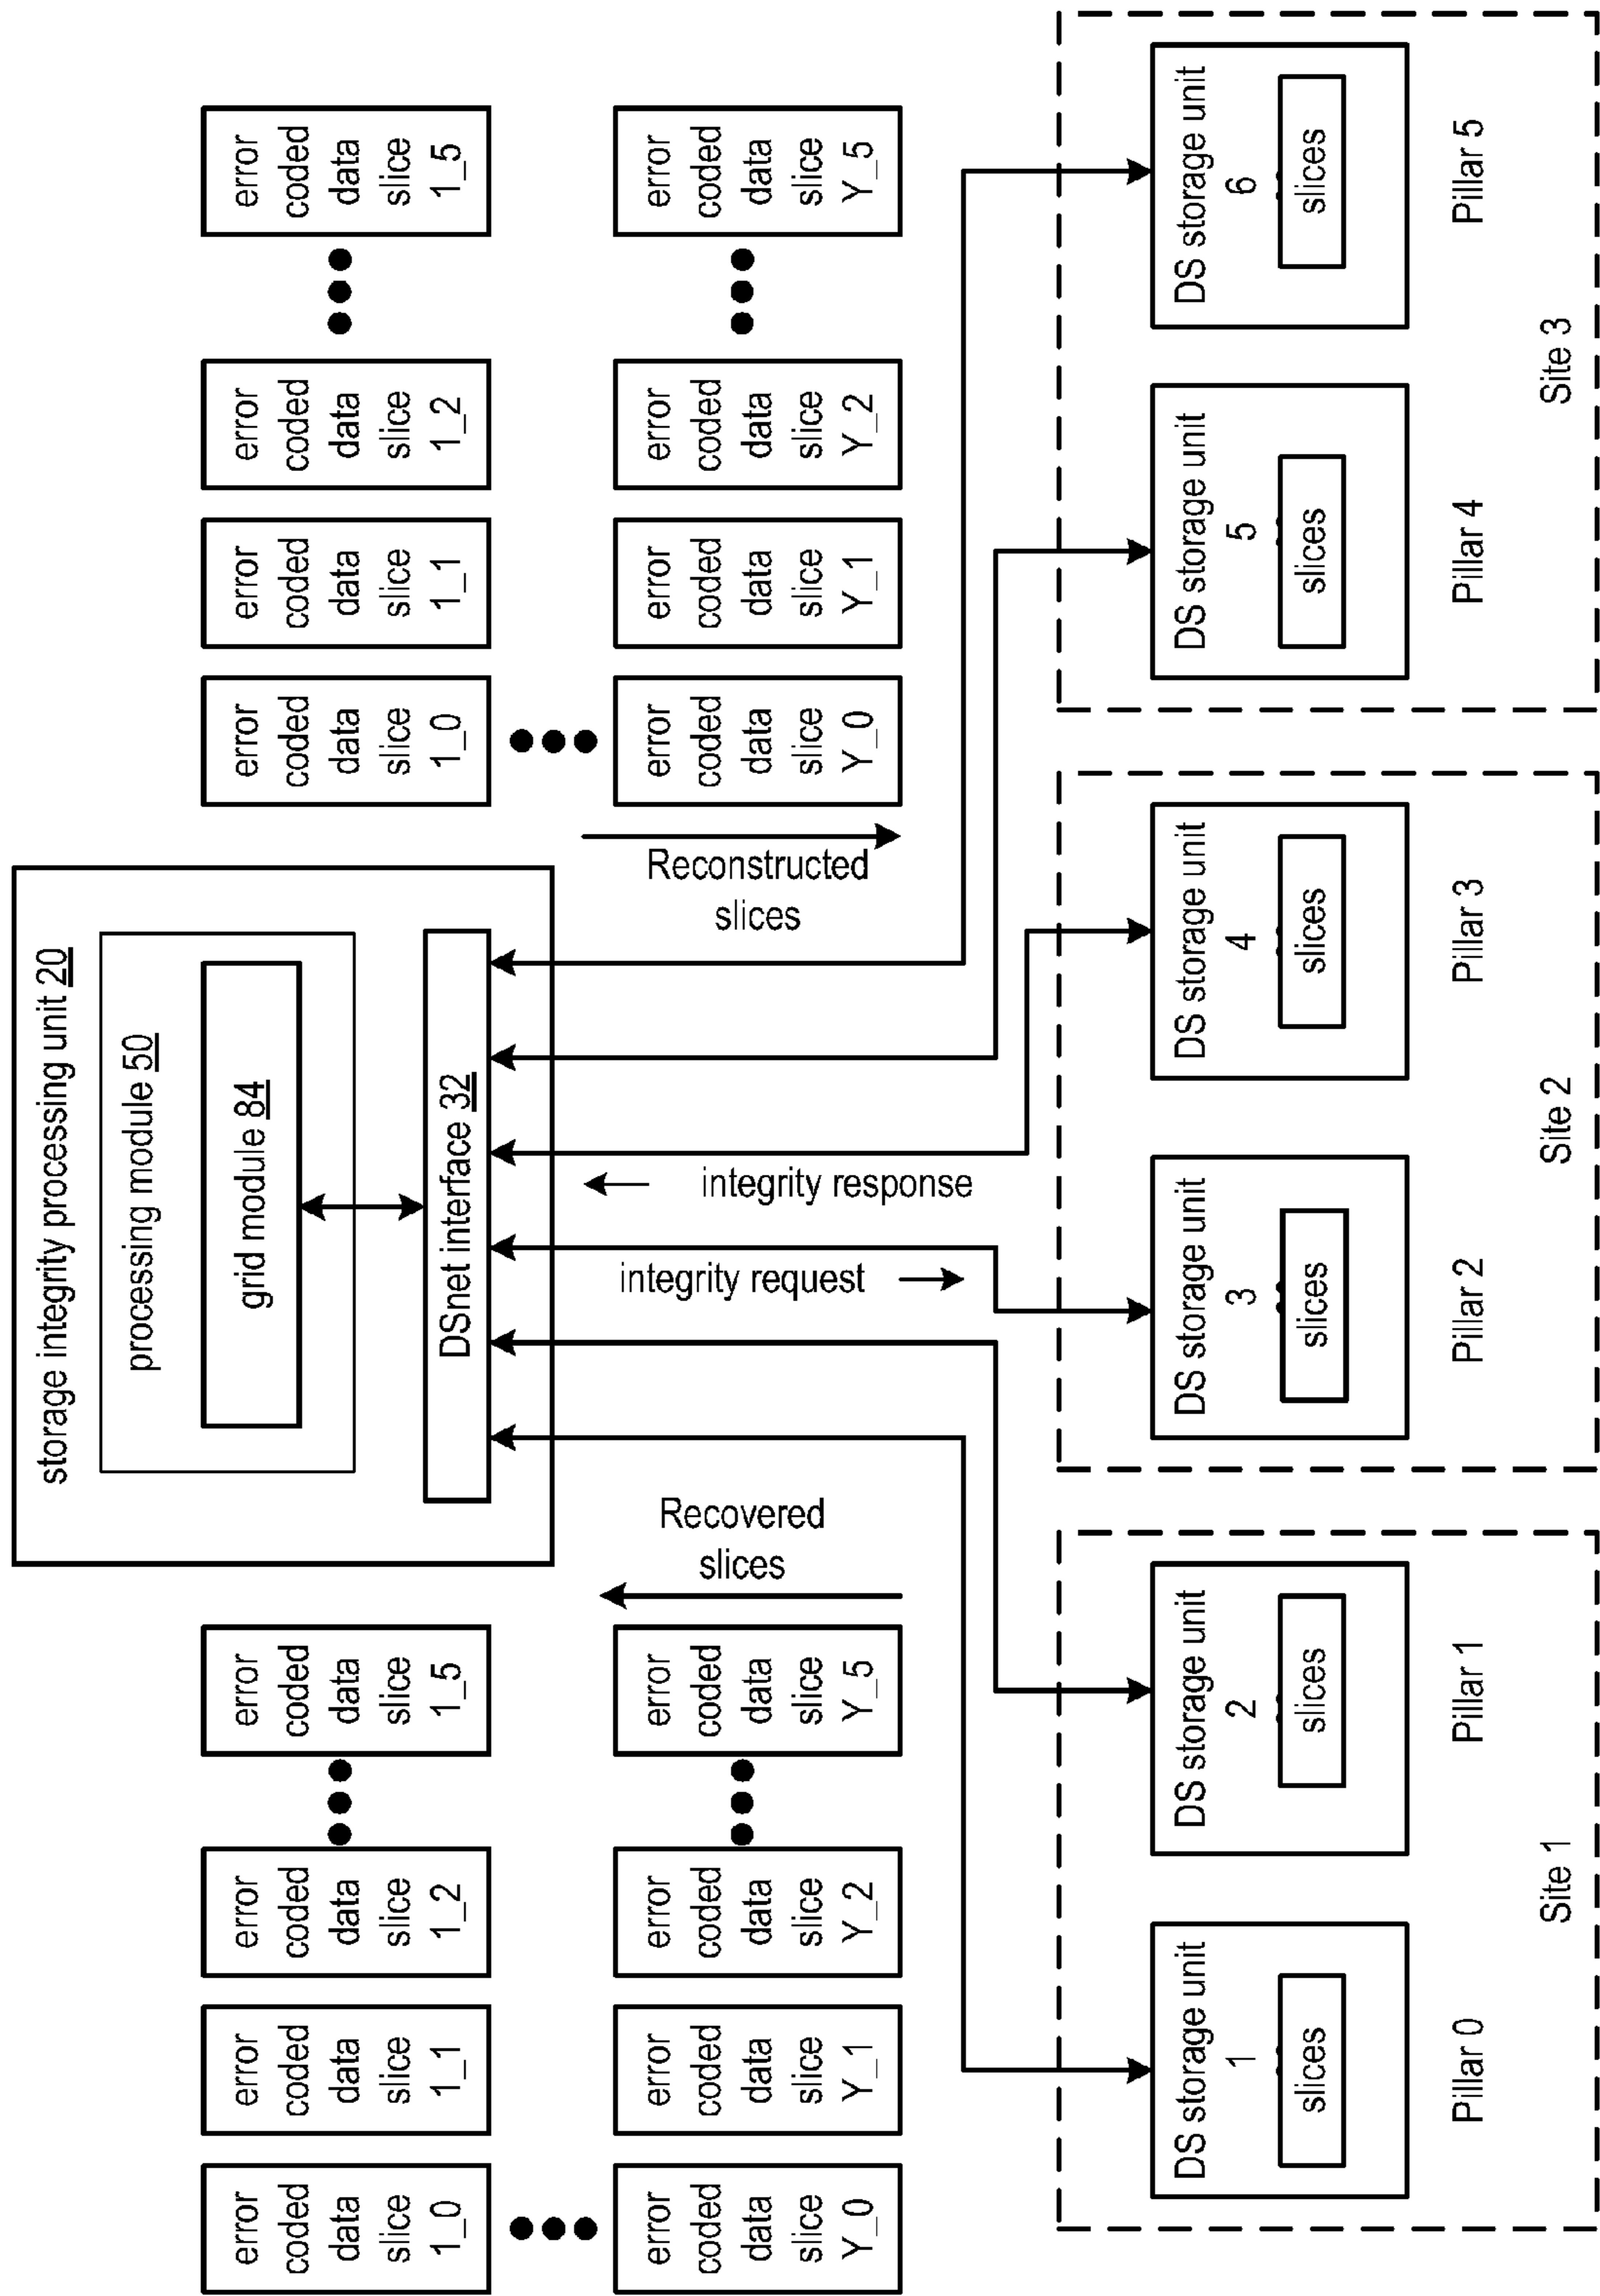 storage integrity processing unit 20
processing module 50
grid module 84
DSnet interface 32
error
coded
data
slice
1_0
error
coded
data
slice
1_1
error
coded
data
slice
1_2
error
coded
data
slice
1_5
error
coded
data
slice
Y_0
error
coded
data
slice
Y_1
error
coded
data
slice
Y_2
error
coded
data
slice
Y_5
Recovered
slices
integrity request
integrity response
Reconstructed
slices
error
coded
data
slice
1_0
error
coded
data
slice
1_1
error
coded
data
slice
1_2
error
coded
data
slice
1_5
error
coded
data
slice
Y_0
error
coded
data
slice
Y_1
error
coded
data
slice
Y_2
error
coded
data
slice
Y_5
DS storage unit
1
slices
Pillar 0
DS storage unit
2
slices
Pillar 1
Site 1
DS storage unit
3
slices
Pillar 2
DS storage unit
4
slices
Pillar 3
Site 2
DS storage unit
5
slices
Pillar 4
DS storage unit
6
slices
Pillar 5
Site 3